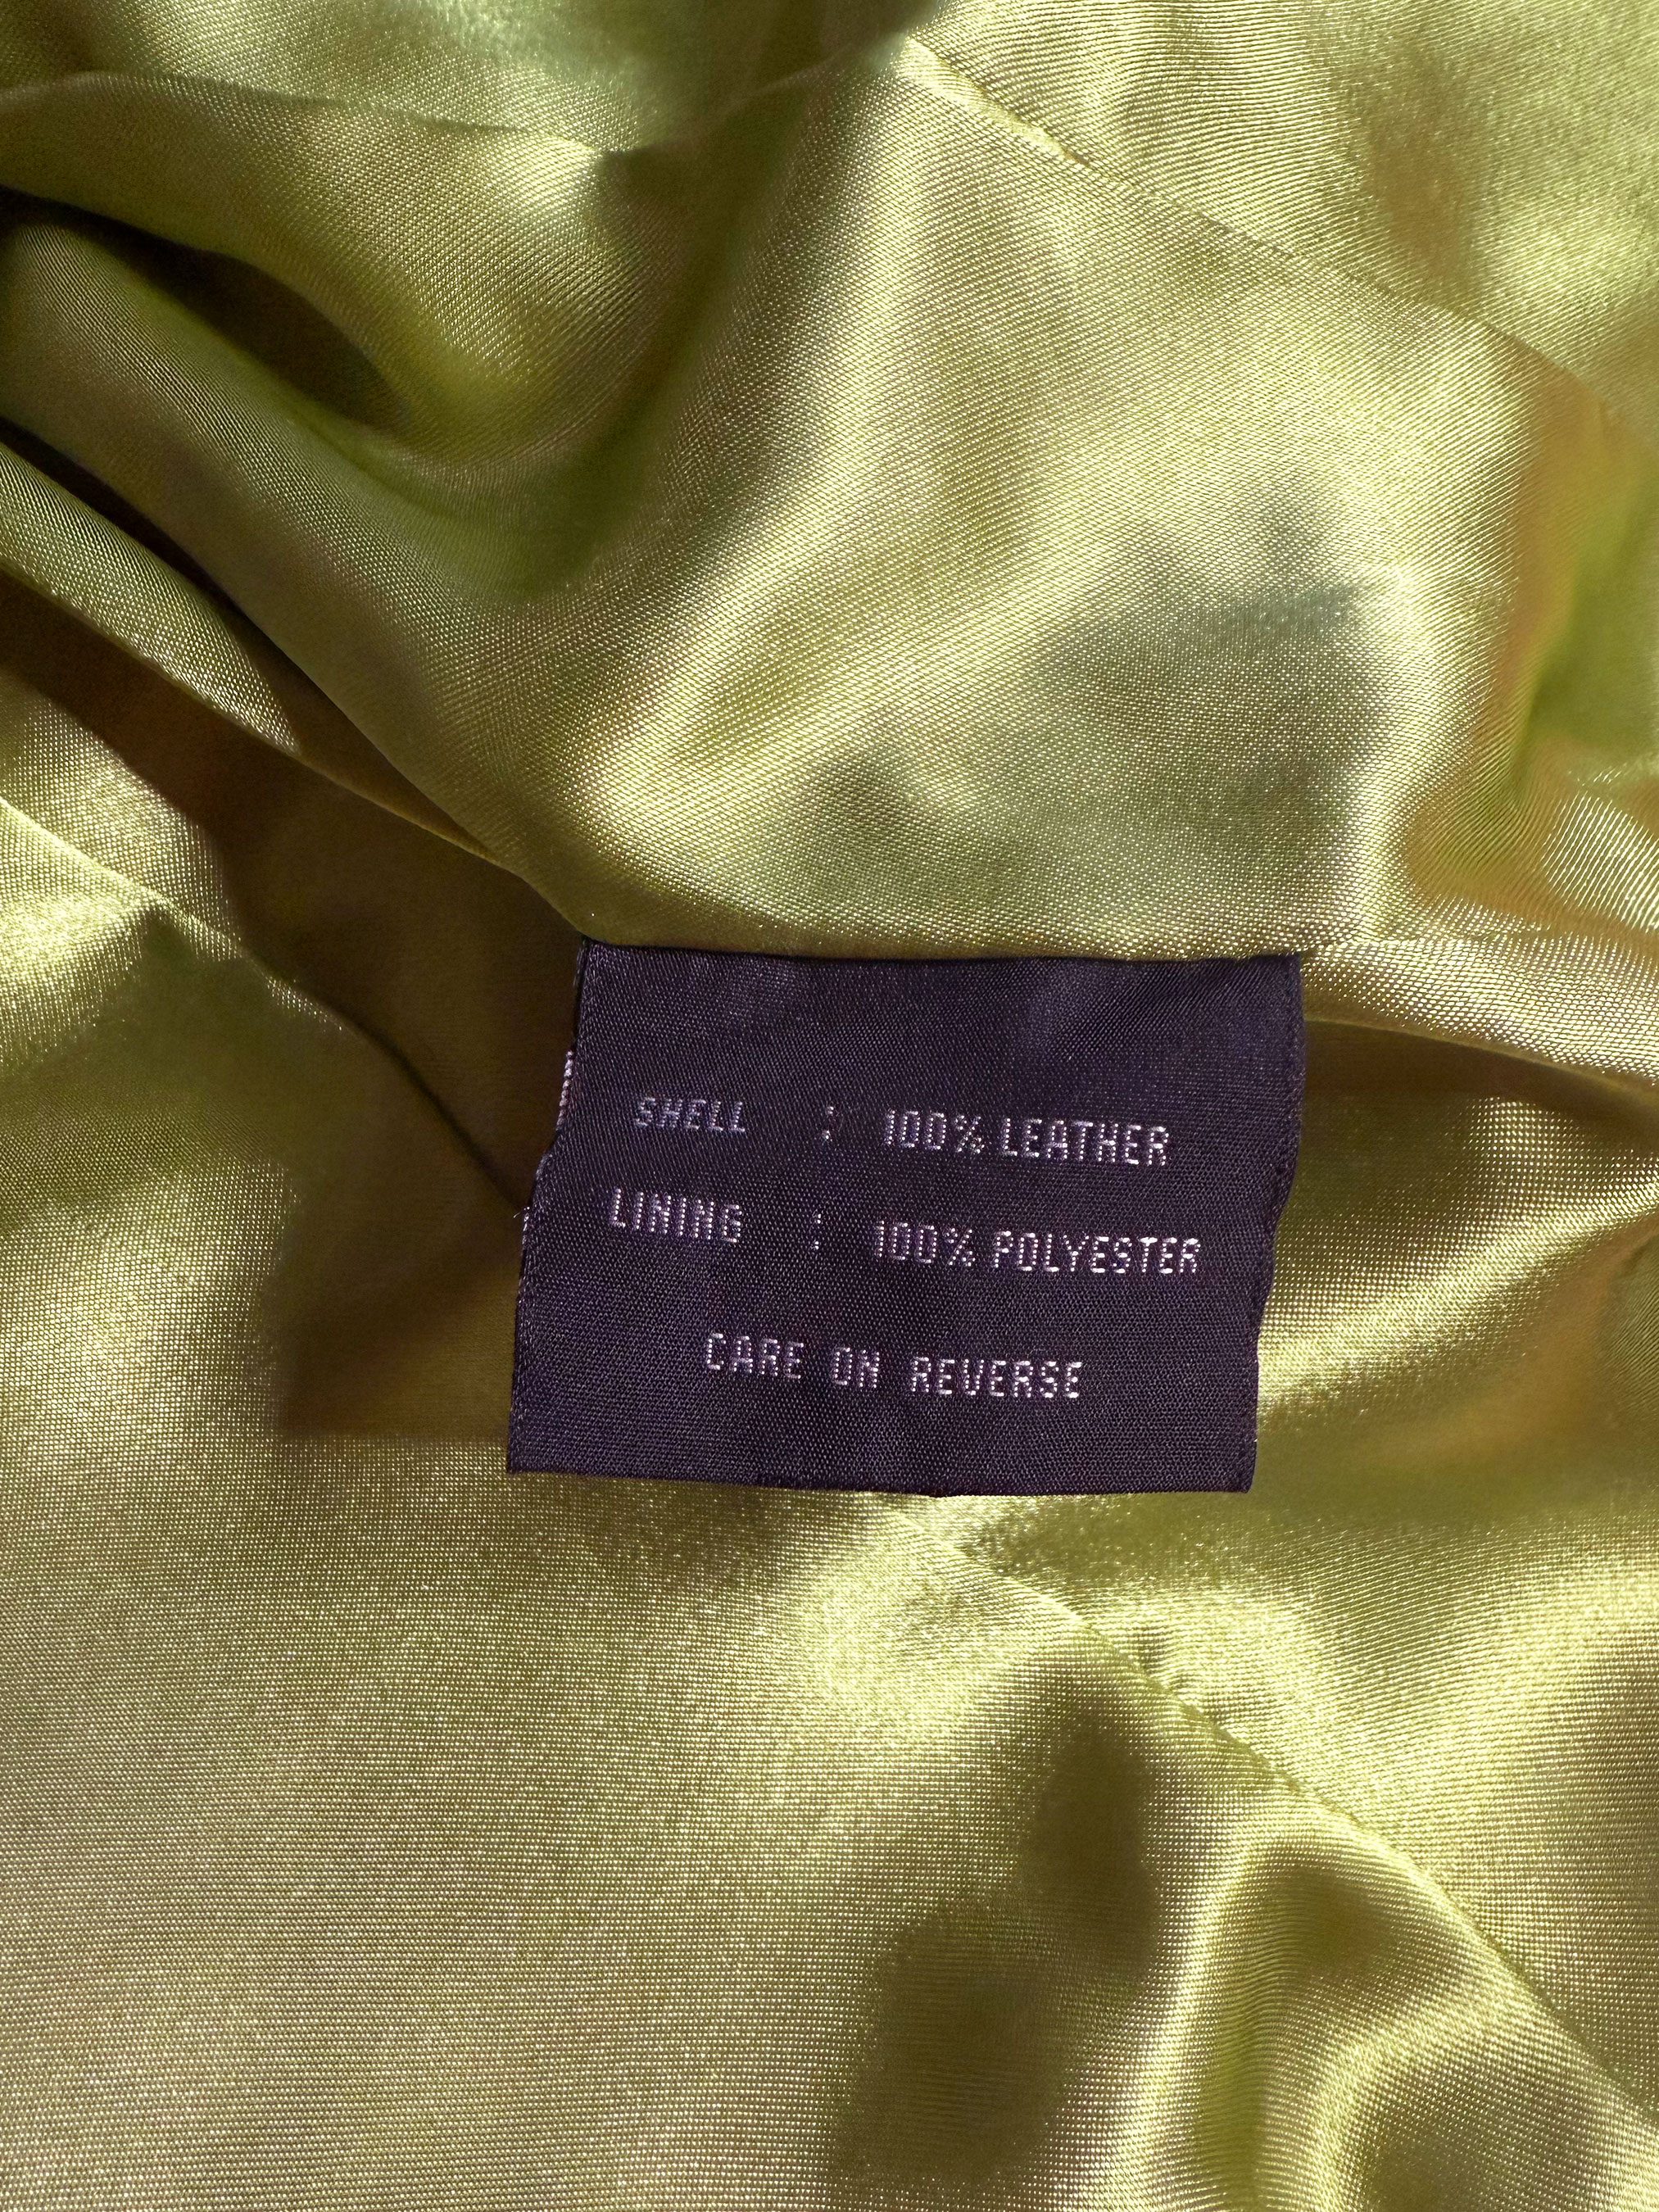 SHELL : 100% LEATHER
LINING : 100% POLYESTER
CARE ON REVERSE